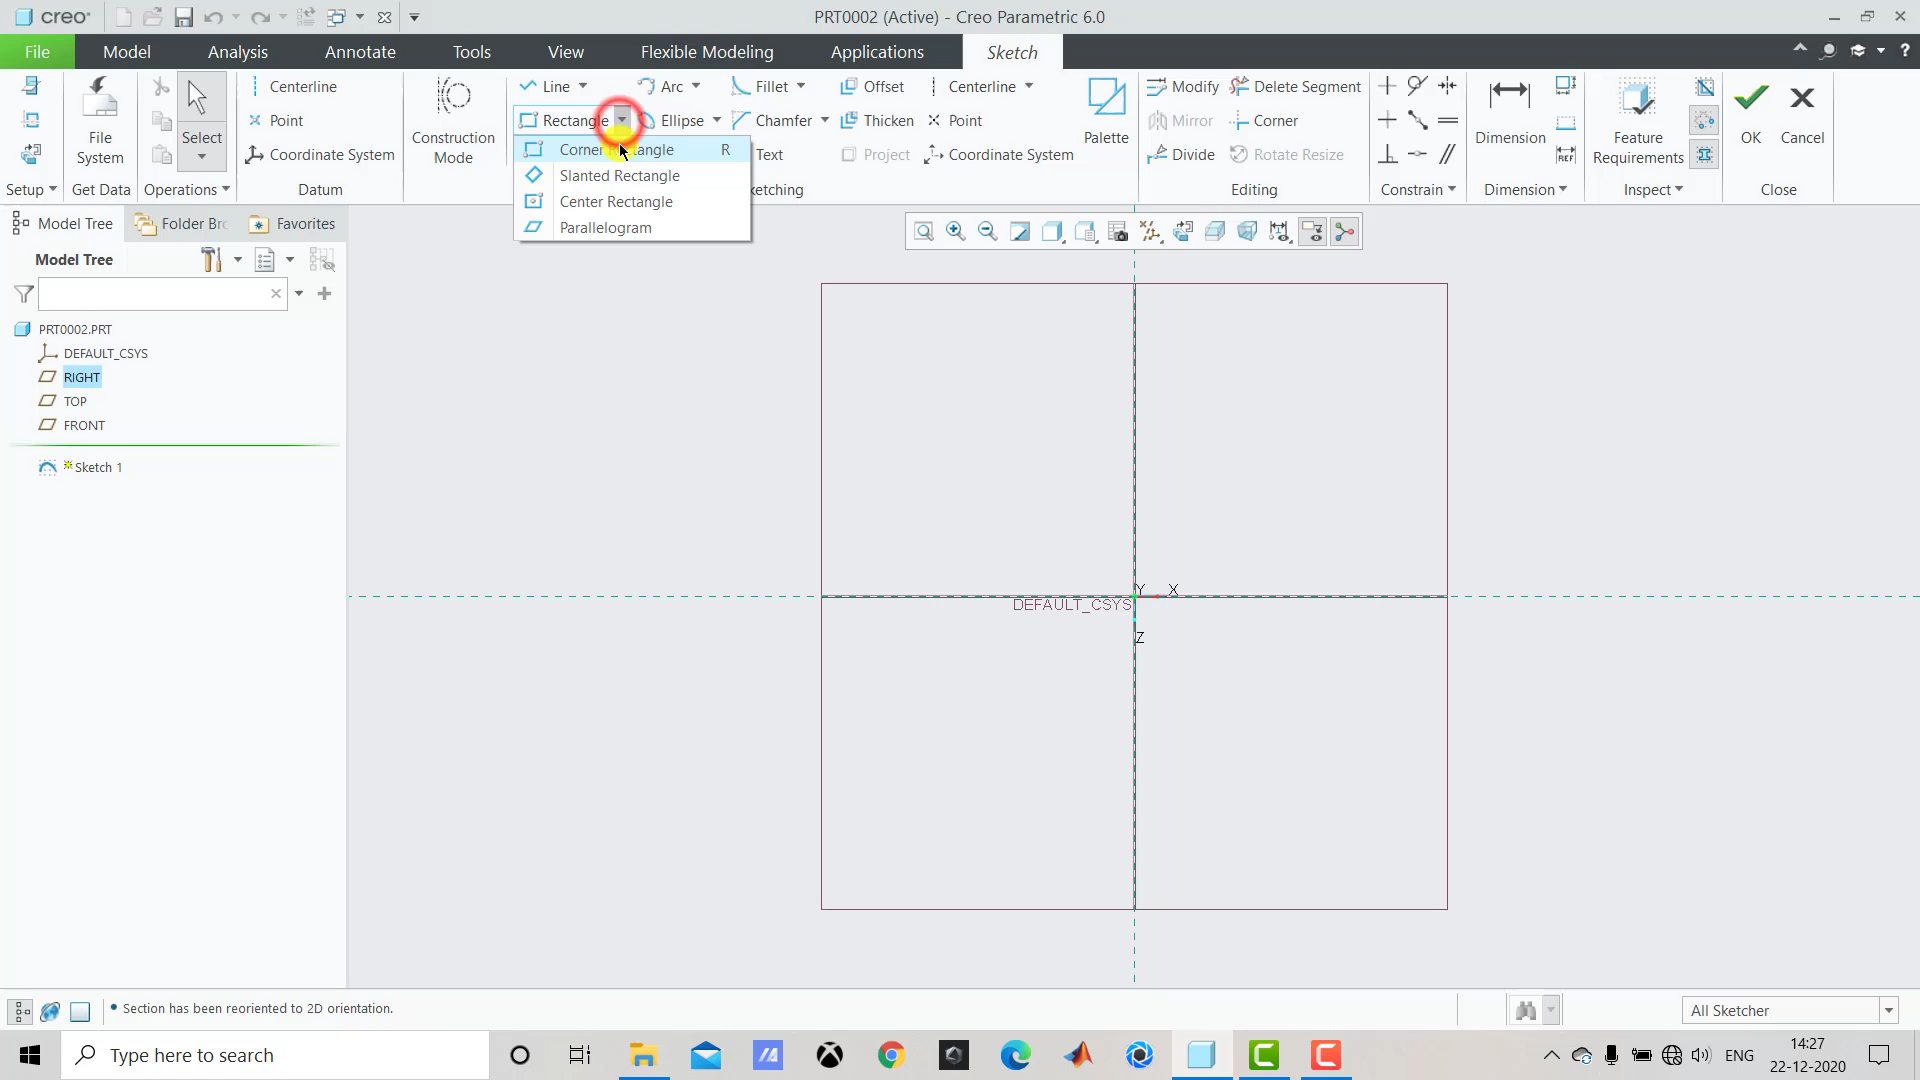 creo
PRT0002 (Active) - Creo Parametric 6.0
File Model Analysis Annotate Tools View Flexible Modeling Applications Sketch
Centerline Line Arc Fillet Offset Centerline Modify Delete Segment
Point Rectangle Ellipse Chamfer Thicken Point Mirror Corner
File System Select Construction Mode Palette Dimension Feature Requirements OK Cancel
Coordinate System Text Project Coordinate System Divide Rotate Resize
Setup Get Data Operations Datum Editing Constrain Dimension Inspect Close
R
Slanted Rectangle
Center Rectangle
Parallelogram
Model Tree Folder Favorites
Model Tree
PRT0002.PRT
DEFAULT_CSYS
RIGHT
TOP
FRONT
Sketch 1
Y X
DEFAULT_CSYS
Z
Section has been reoriented to 2D orientation.
All Sketcher
Type here to search
ENG
14:27
22-12-2020